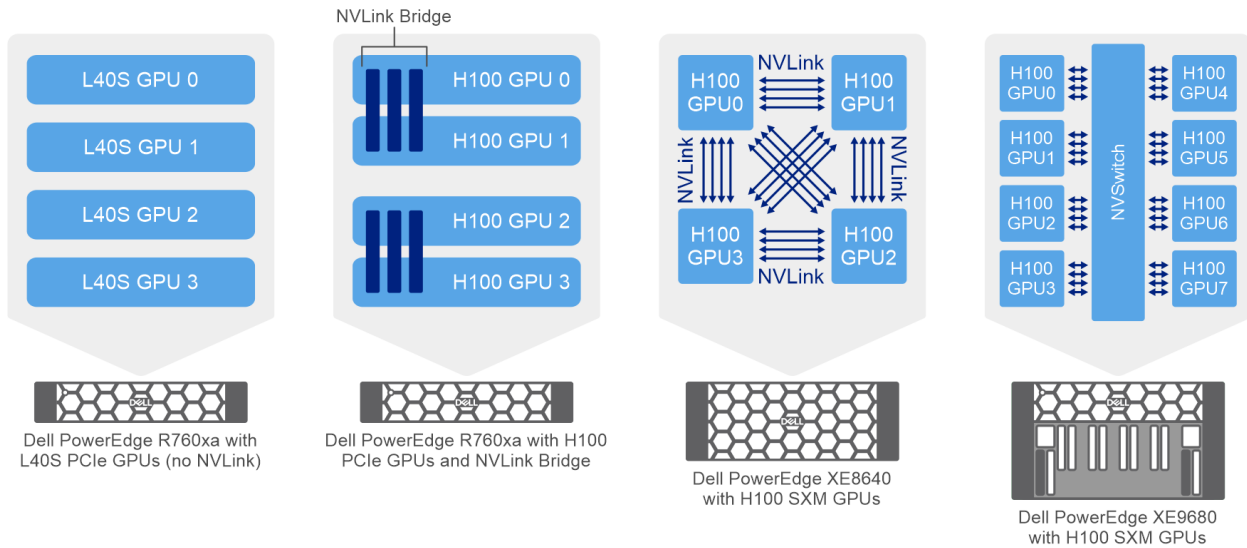 NVLink Bridge
L40S GPU 0
L40S GPU 1
L40S GPU 2
L40S GPU 3
DELL
Dell PowerEdge R760xa with
L40S PCIe GPUs (no NVLink)
H100 GPU 0
H100 GPU 1
H100 GPU 2
H100 GPU 3
DELL
Dell PowerEdge R760xa with H100
PCIe GPUs and NVLink Bridge
H100
GPU0
NVLink
H100
GPU1
NVLink
NVLink
H100
GPU3
NVLink
H100
GPU2
DELL
Dell PowerEdge XE8640
with H100 SXM GPUs
H100
GPU0
H100
GPU1
H100
GPU2
H100
GPU3
NVSwitch
H100
GPU4
H100
GPU5
H100
GPU6
H100
GPU7
DELL
Dell PowerEdge XE9680
with H100 SXM GPUs